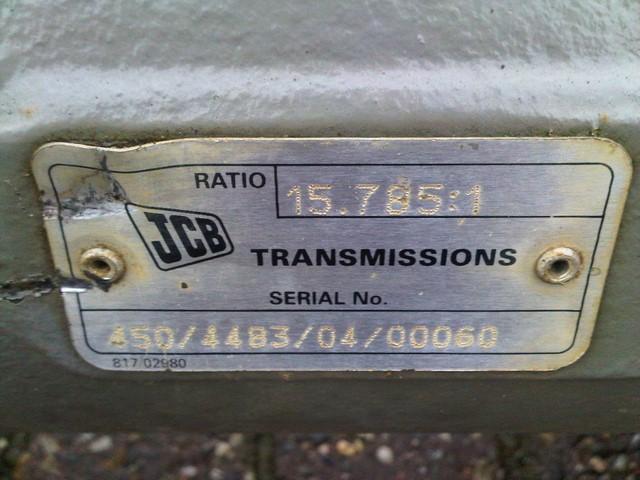 RATIO 15.785:1
JCB
TRANSMISSIONS
SERIAL No.
450/4483/04/00060
817 02980